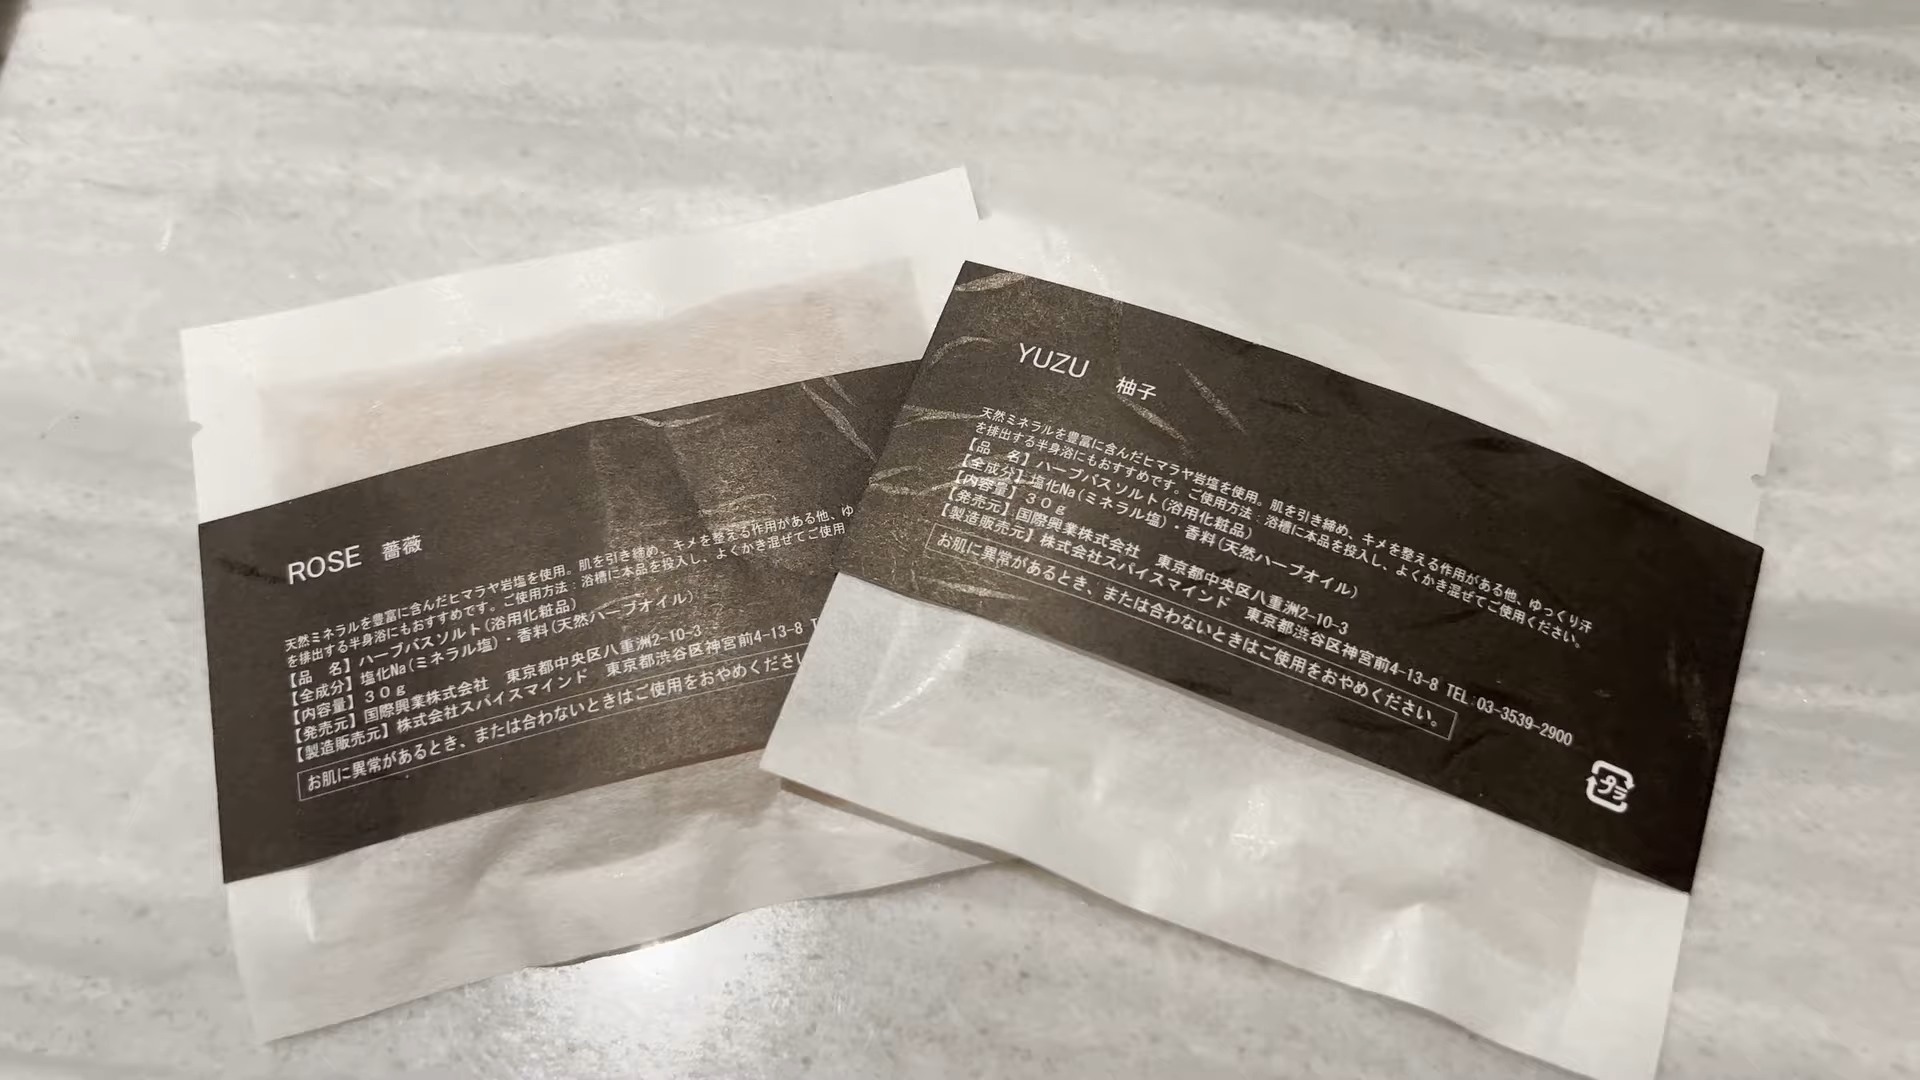 ROSE 薔薇
天然ミネラルを豊富に含んだヒマラヤ岩塩を使用。肌を引き締め、キメを整える作用がある他、ゆ
を排出する半身浴にもおすすめです。ご使用方法：浴槽に本品を投入し、よくかき混ぜてご使用
【品　名】ハーブバスソルト(浴用化粧品)
【全成分】塩化Na(ミネラル塩)・香料(天然ハーブオイル)
【内容量】３０ｇ
【発売元】国際興業株式会社　東京都中央区八重洲2-10-3
【製造販売元】株式会社スパイスマインド　東京都渋谷区神宮前4-13-8 T
お肌に異常があるとき、または合わないときはご使用をおやめくださ
YUZU 柚子
天然ミネラルを豊富に含んだヒマラヤ岩塩を使用。肌を引き締め、キメを整える作用がある他、ゆっくり汗
を排出する半身浴にもおすすめです。ご使用方法：浴槽に本品を投入し、よくかき混ぜてご使用ください。
【品　名】ハーブバスソルト(浴用化粧品)
【全成分】塩化Na(ミネラル塩)・香料(天然ハーブオイル)
【内容量】３０ｇ
【発売元】国際興業株式会社　東京都中央区八重洲2-10-3
【製造販売元】株式会社スパイスマインド　東京都渋谷区神宮前4-13-8 TEL:03-3539-2900
お肌に異常があるとき、または合わないときはご使用をおやめください。
プラ